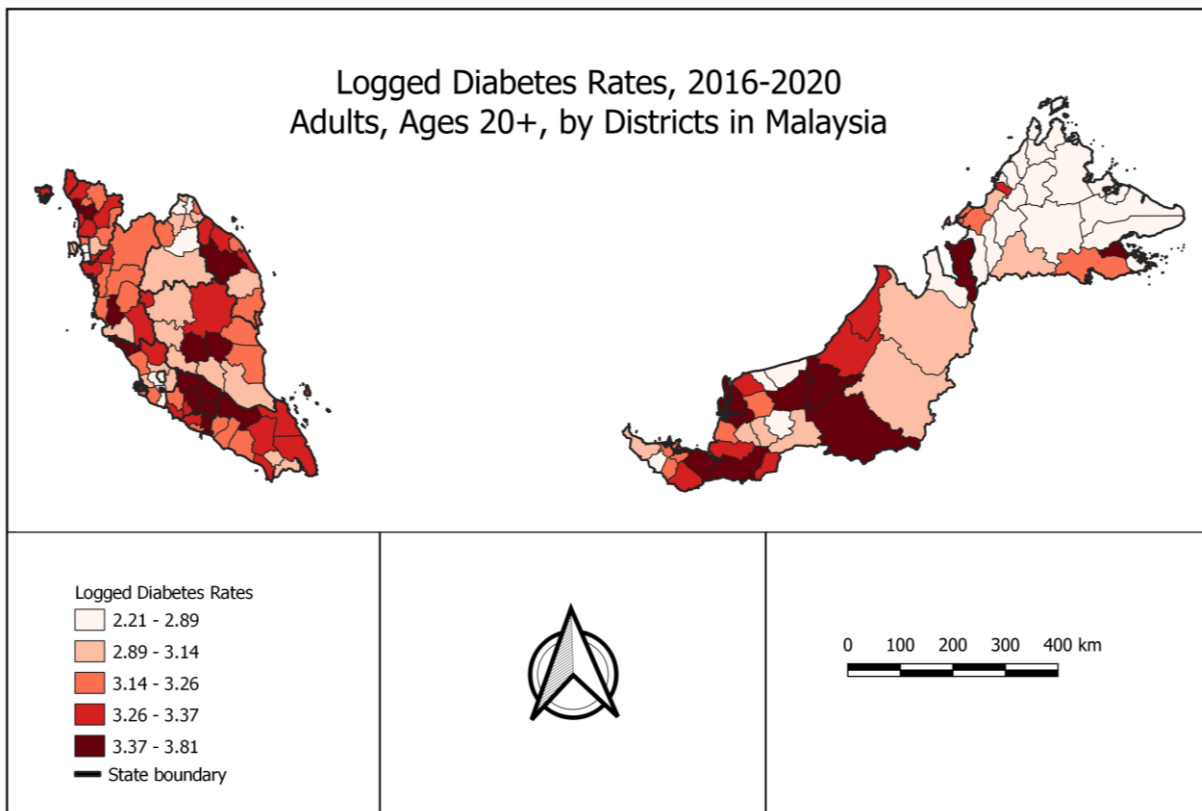 Logged Diabetes Rates, 2016-2020
Adults, Ages 20+, by Districts in Malaysia
Logged Diabetes Rates
2.21 - 2.89
2.89 - 3.14
3.14 - 3.26
3.26 - 3.37
3.37 - 3.81
State boundary
0 100 200 300 400 km